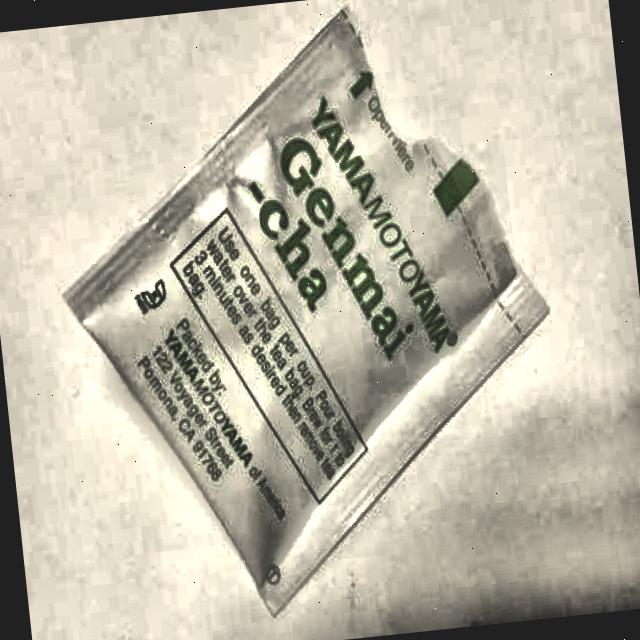 Open Here
YAMAMOTOYAMA®
Genmai
-cha
Use one bag per cup. Pour boiling
water over the tea bag. Brew for 2 to
3 minutes as desired then remove tea
bag.
Packed by:
YAMAMOTOYAMA of America
122 Voyager Street
Pomona, CA 91768